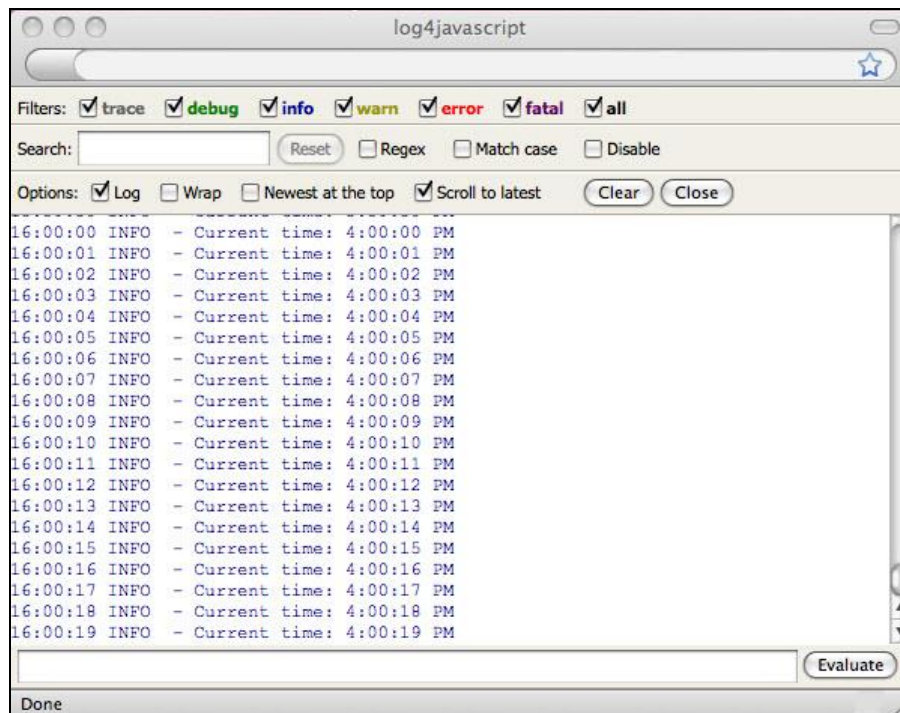 log4javascript
Filters: trace debug info warn error fatal all
Search: Reset Regex Match case Disable
Options: Log Wrap Newest at the top Scroll to latest Clear Close
16:00:00 INFO  - Current time: 4:00:00 PM
16:00:01 INFO  - Current time: 4:00:01 PM
16:00:02 INFO  - Current time: 4:00:02 PM
16:00:03 INFO  - Current time: 4:00:03 PM
16:00:04 INFO  - Current time: 4:00:04 PM
16:00:05 INFO  - Current time: 4:00:05 PM
16:00:06 INFO  - Current time: 4:00:06 PM
16:00:07 INFO  - Current time: 4:00:07 PM
16:00:08 INFO  - Current time: 4:00:08 PM
16:00:09 INFO  - Current time: 4:00:09 PM
16:00:10 INFO  - Current time: 4:00:10 PM
16:00:11 INFO  - Current time: 4:00:11 PM
16:00:12 INFO  - Current time: 4:00:12 PM
16:00:13 INFO  - Current time: 4:00:13 PM
16:00:14 INFO  - Current time: 4:00:14 PM
16:00:15 INFO  - Current time: 4:00:15 PM
16:00:16 INFO  - Current time: 4:00:16 PM
16:00:17 INFO  - Current time: 4:00:17 PM
16:00:18 INFO  - Current time: 4:00:18 PM
16:00:19 INFO  - Current time: 4:00:19 PM
Evaluate
Done